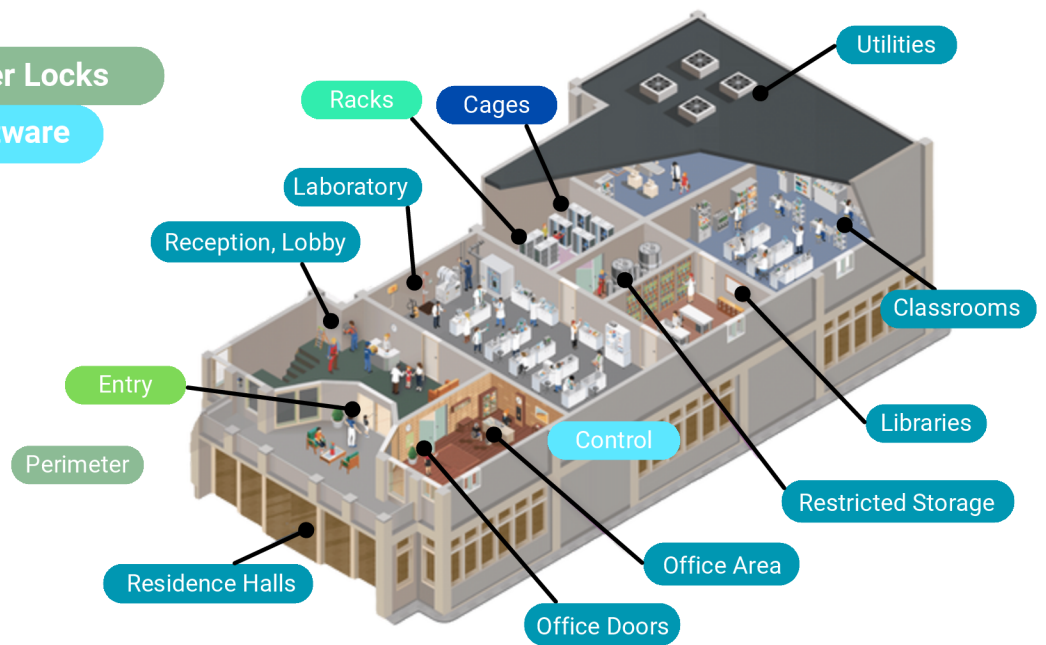 Utilities
er Locks
Racks
Cages
tware
Laboratory
Reception, Lobby
Classrooms
Entry
Libraries
Control
Perimeter
Restricted Storage
Office Area
Residence Halls
Office Doors